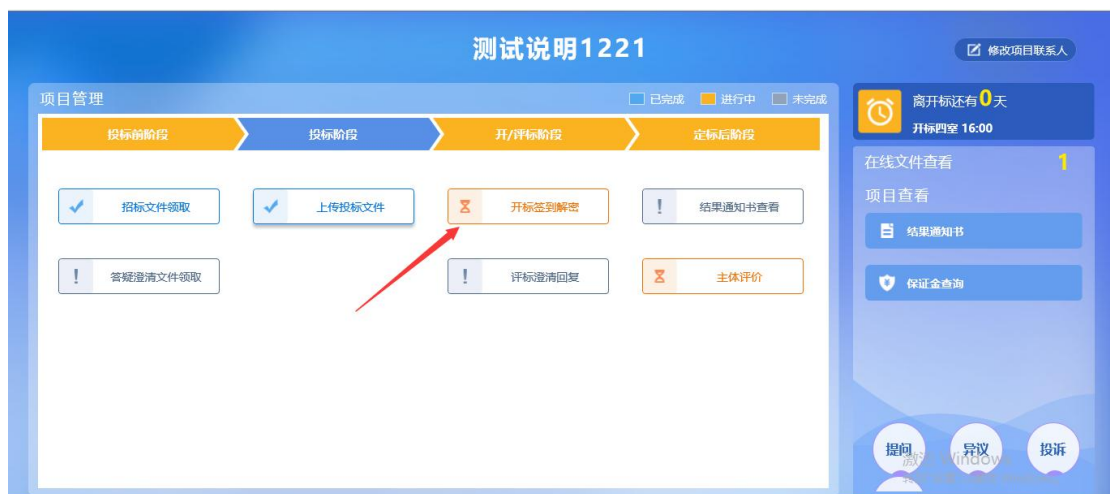 测试说明1221
修改项目联系人
项目管理
已完成 进行中 未完成
投标前阶段 投标阶段 开/评标阶段 定标后阶段
招标文件领取 上传投标文件 开标签到解密 结果通知书查看
答疑澄清文件领取 评标澄清回复 主体评价
离开标还有0天
开标四室 16:00
在线文件查看 1
项目查看
结果通知书
保证金查询
提问 异议 投诉
激活 Windows